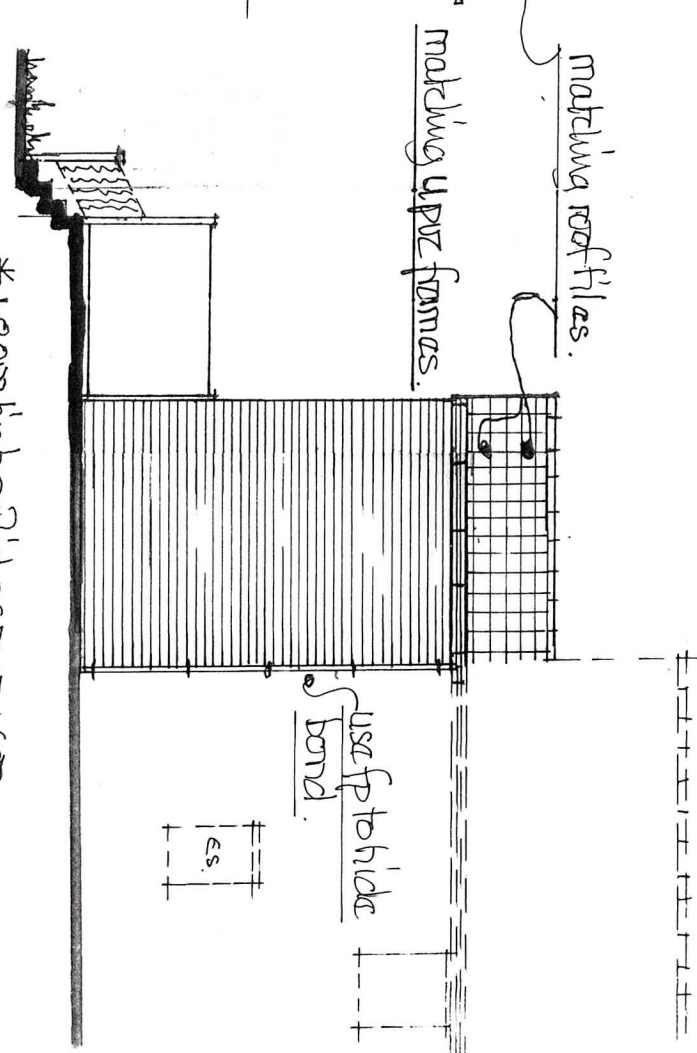 matching roof tiles.
matching upvc frames.
use fp to hide
bond.
ES.